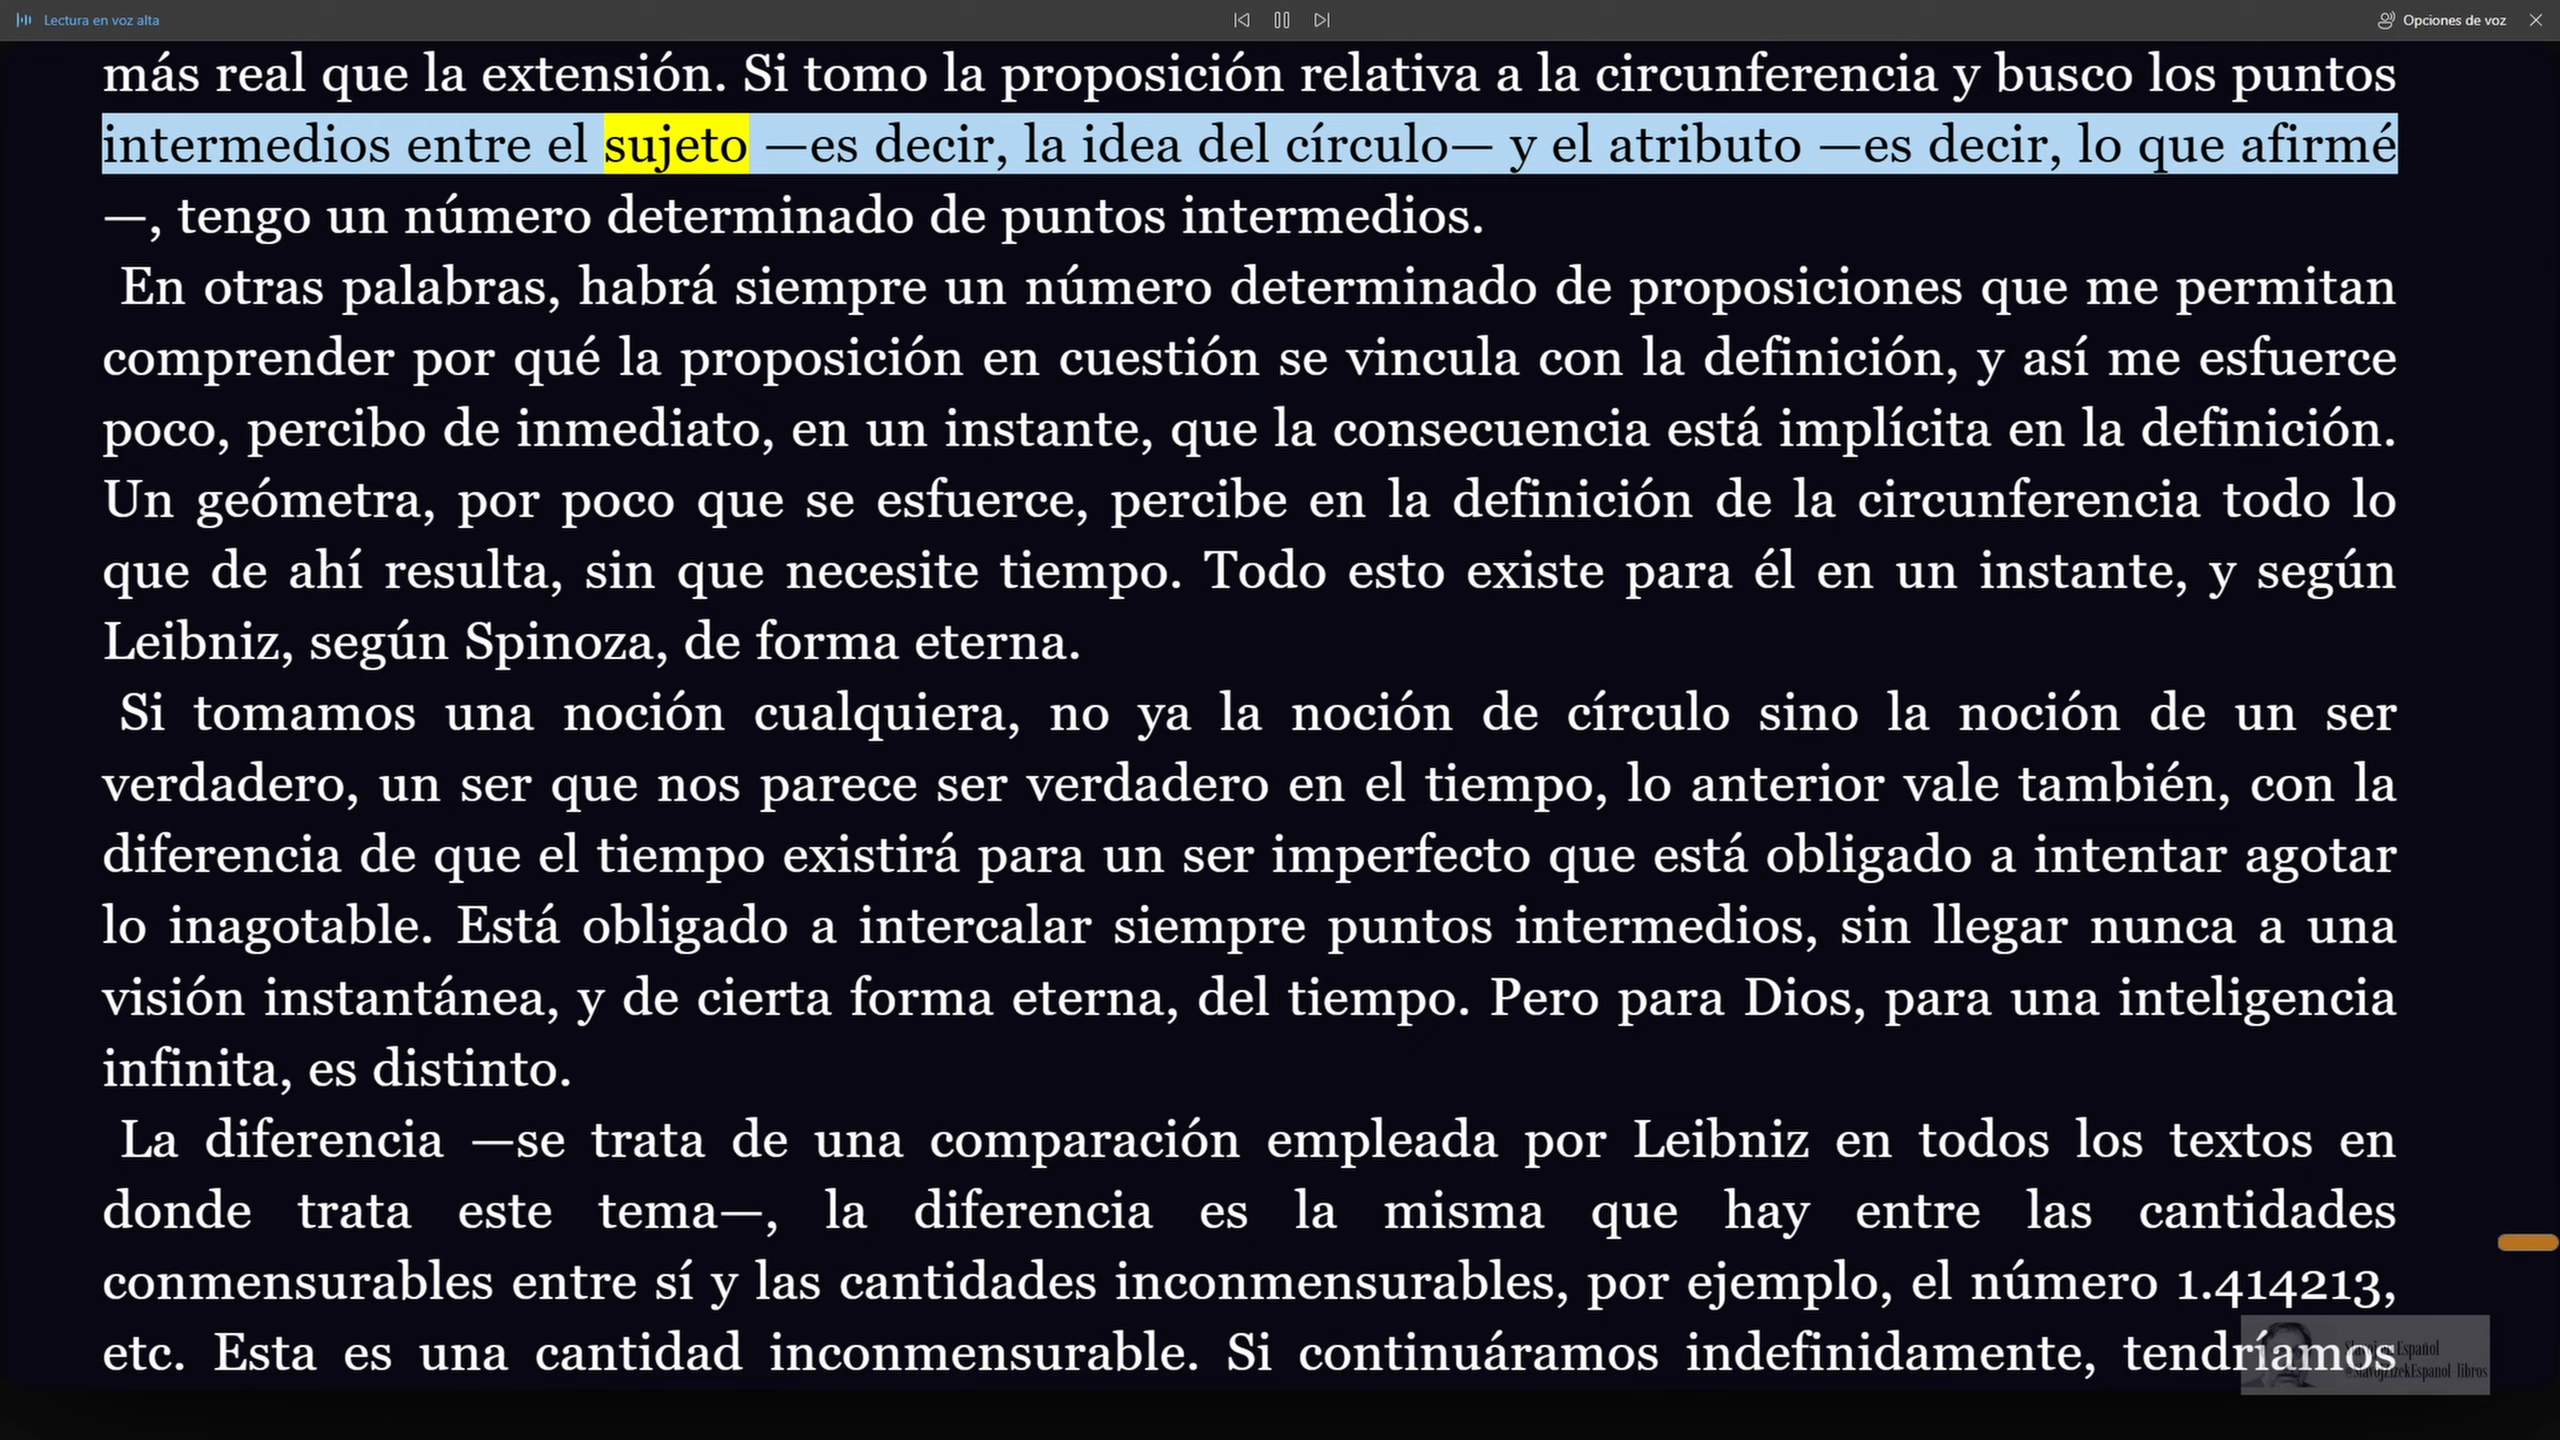 Lectura en voz alta
Opciones de voz
más real que la extensión. Si tomo la proposición relativa a la circunferencia y busco los puntos
intermedios entre el sujeto —es decir, la idea del círculo— y el atributo —es decir, lo que afirmé
—, tengo un número determinado de puntos intermedios.
En otras palabras, habrá siempre un número determinado de proposiciones que me permitan
comprender por qué la proposición en cuestión se vincula con la definición, y así me esfuerce
poco, percibo de inmediato, en un instante, que la consecuencia está implícita en la definición.
Un geómetra, por poco que se esfuerce, percibe en la definición de la circunferencia todo lo
que de ahí resulta, sin que necesite tiempo. Todo esto existe para él en un instante, y según
Leibniz, según Spinoza, de forma eterna.
Si tomamos una noción cualquiera, no ya la noción de círculo sino la noción de un ser
verdadero, un ser que nos parece ser verdadero en el tiempo, lo anterior vale también, con la
diferencia de que el tiempo existirá para un ser imperfecto que está obligado a intentar agotar
lo inagotable. Está obligado a intercalar siempre puntos intermedios, sin llegar nunca a una
visión instantánea, y de cierta forma eterna, del tiempo. Pero para Dios, para una inteligencia
infinita, es distinto.
La diferencia —se trata de una comparación empleada por Leibniz en todos los textos en
donde trata este tema—, la diferencia es la misma que hay entre las cantidades
conmensurables entre sí y las cantidades inconmensurables, por ejemplo, el número 1.414213,
etc. Esta es una cantidad inconmensurable. Si continuáramos indefinidamente, tendríamos
Español